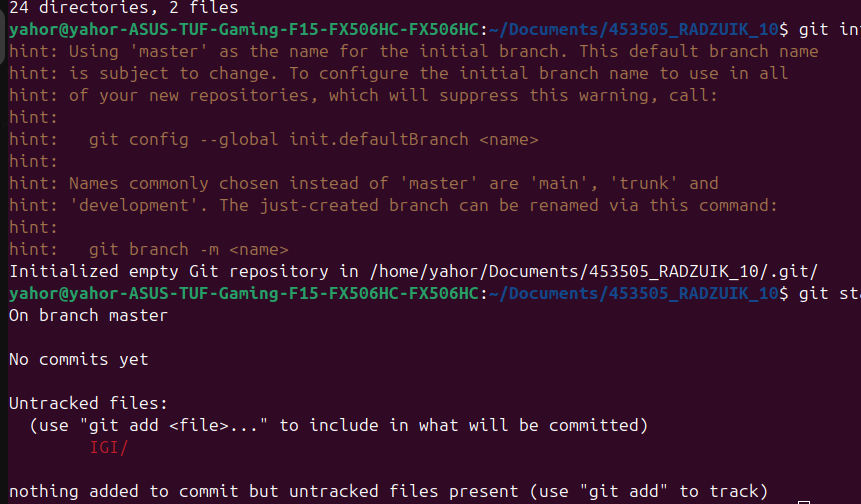 24 directories, 2 files
yahor@yahor-ASUS-TUF-Gaming-F15-FX506HC-FX506HC:~/Documents/453505_RADZUIK_10$ git
hint: Using 'master' as the name for the initial branch. This default branch name
hint: is subject to change. To configure the initial branch name to use in all
hint: of your new repositories, which will suppress this warning, call:
hint:
hint:   git config --global init.defaultBranch <name>
hint:
hint: Names commonly chosen instead of 'master' are 'main', 'trunk' and
hint: 'development'. The just-created branch can be renamed via this command:
hint:
hint:   git branch -m <name>
Initialized empty Git repository in /home/yahor/Documents/453505_RADZUIK_10/.git/
yahor@yahor-ASUS-TUF-Gaming-F15-FX506HC-FX506HC:~/Documents/453505_RADZUIK_10$ git
On branch master

No commits yet

Untracked files:
  (use "git add <file>..." to include in what will be committed)
        IGI/

nothing added to commit but untracked files present (use "git add" to track)